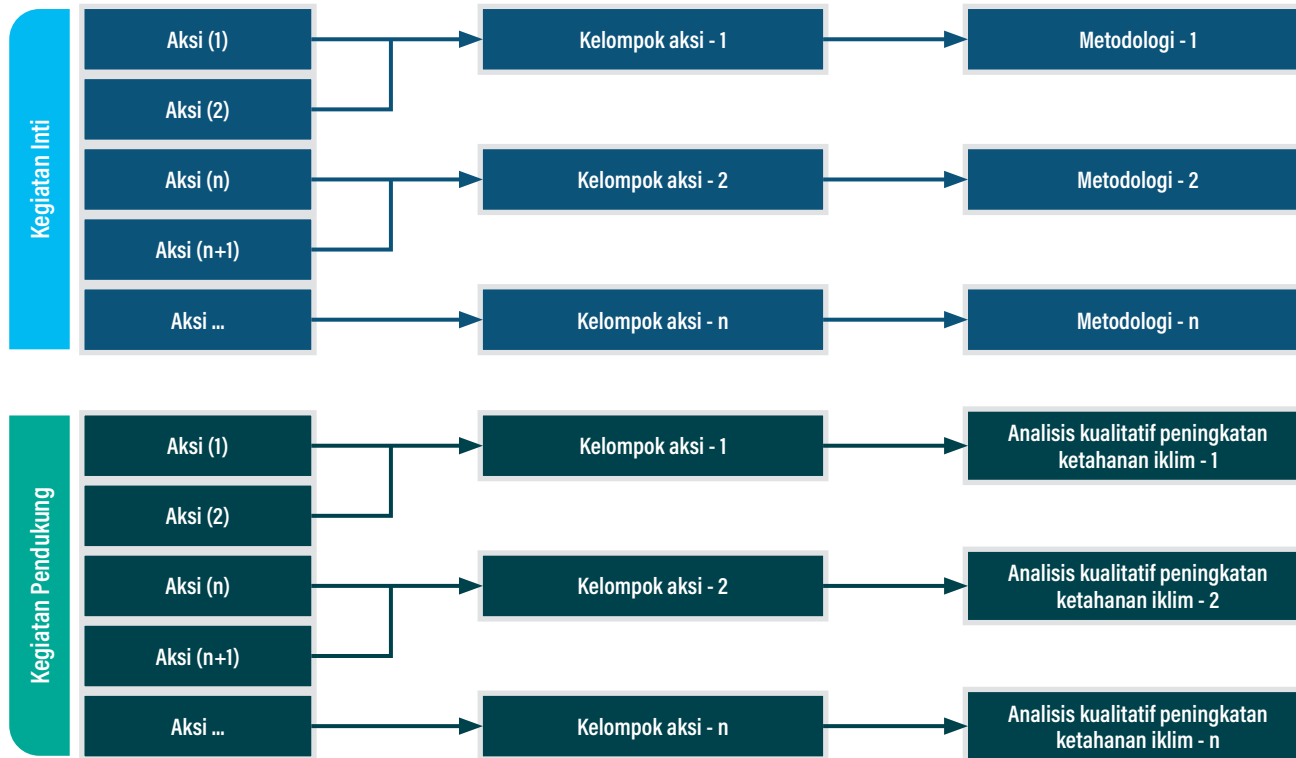 Kegiatan Inti
Aksi (1)
Kelompok aksi - 1
Metodologi - 1
Aksi (2)
Aksi (n)
Kelompok aksi - 2
Metodologi - 2
Aksi (n+1)
Aksi ...
Kelompok aksi - n
Metodologi - n
Kegiatan Pendukung
Aksi (1)
Kelompok aksi - 1
Analisis kualitatif peningkatan
ketahanan iklim - 1
Aksi (2)
Aksi (n)
Kelompok aksi - 2
Analisis kualitatif peningkatan
ketahanan iklim - 2
Aksi (n+1)
Aksi ...
Kelompok aksi - n
Analisis kualitatif peningkatan
ketahanan iklim - n